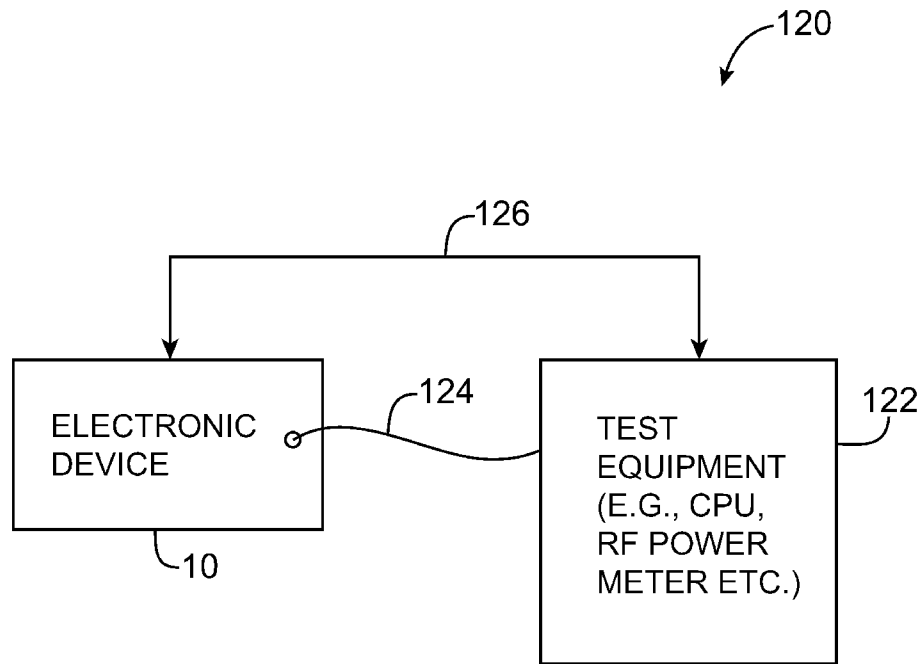 120
126
124
ELECTRONIC
DEVICE
10
122
TEST
EQUIPMENT
(E.G., CPU,
RF POWER
METER ETC.)